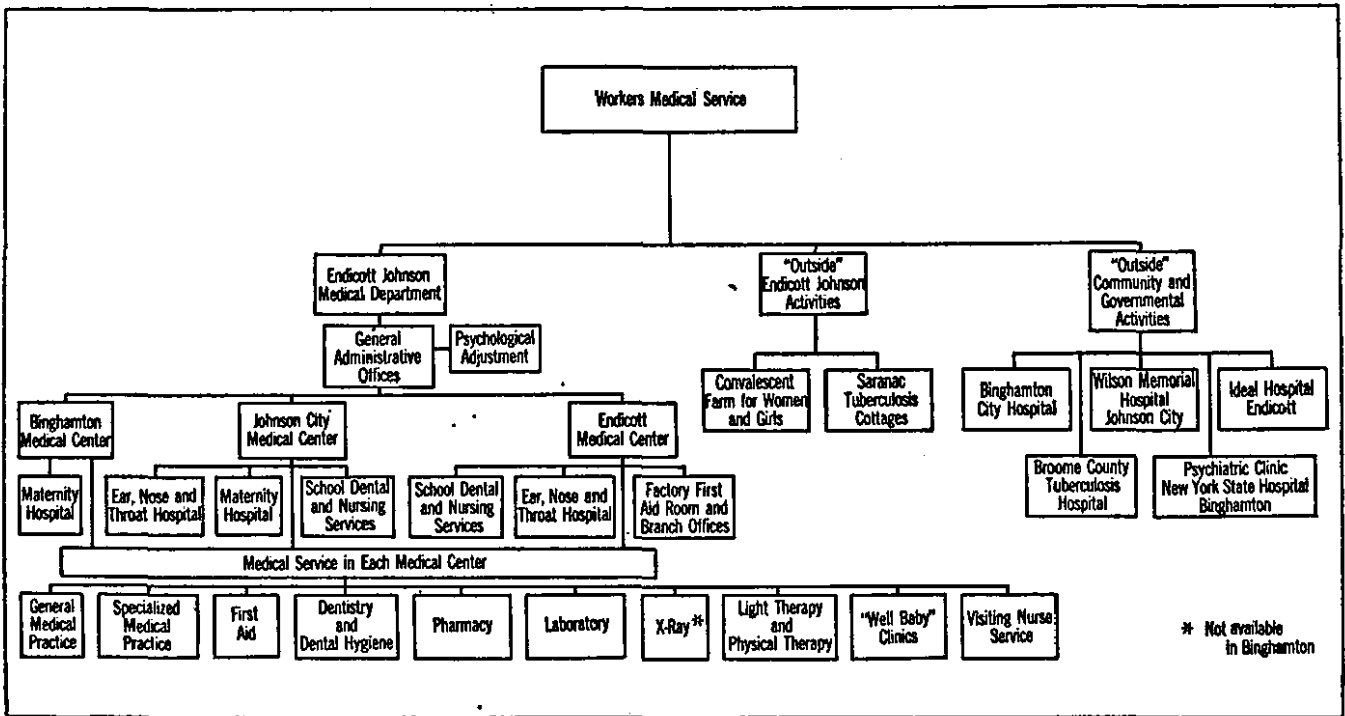 Workers Medical Service
Endicott Johnson
Medical Department
"Outside"
Endicott Johnson
Activities
"Outside"
Community and
Governmental
Activities
General
Administrative
Offices
Psychological
Adjustment
Convalescent
Farm for Women
and Girls
Saranac
Tuberculosis
Cottages
Binghamton
City Hospital
Wilson Memorial
Hospital
Johnson City
Ideal Hospital
Endicott
Binghamton
Medical Center
Johnson City
Medical Center
Endicott
Medical Center
Broome County
Tuberculosis
Hospital
Psychiatric Clinic
New York State Hospital
Binghamton
Maternity
Hospital
Ear, Nose and
Throat Hospital
Maternity
Hospital
School Dental
and Nursing
Services
School Dental
and Nursing
Services
Ear, Nose and
Throat Hospital
Factory First
Aid Room and
Branch Offices
Medical Service in Each Medical Center
General
Medical
Practice
Specialized
Medical
Practice
First
Aid
Dentistry
and
Dental Hygiene
Pharmacy
Laboratory
X-Ray*
Light Therapy
and
Physical Therapy
"Well Baby"
Clinics
Visiting Nurse
Service
* Not available
in Binghamton